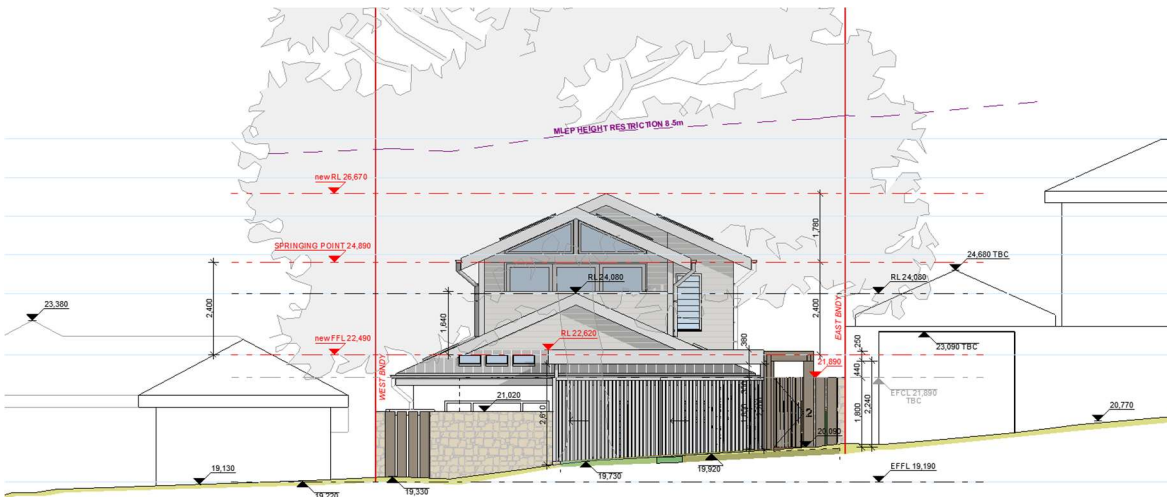 MLEP HEIGHT RESTRICTION 8.5m
new RL 26,670
1,780
SPRINGING POINT 24,890
24,680 TBC
RL 24,080
RL 24,080
2,400
2,400
EAST BNDY
23,380
1,640
RL 22,620
380
23,090 TBC
250
new FFL 22,490
WEST BNDY
21,890
440
EFCL 21,890
TBC
21,020
2,610
1,800
2,240
2
20,770
20,090
19,920
19,730
EFFL 19,190
19,130
19,220
19,330